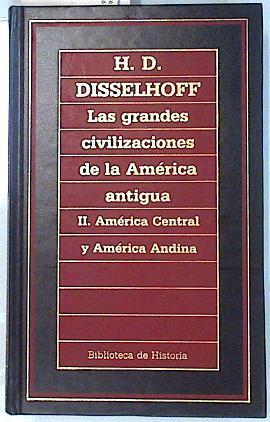 H. D.
DISSELHOFF
Las grandes
civilizaciones
de la América
antigua
II. América Central
y América Andina
Biblioteca de Historia